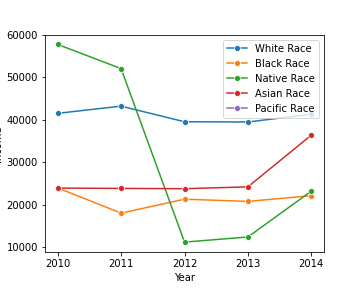 60000
50000
40000
30000
20000
10000
White Race
Black Race
Native Race
Asian Race
Pacific Race
2010 2011 2012 2013 2014
Year